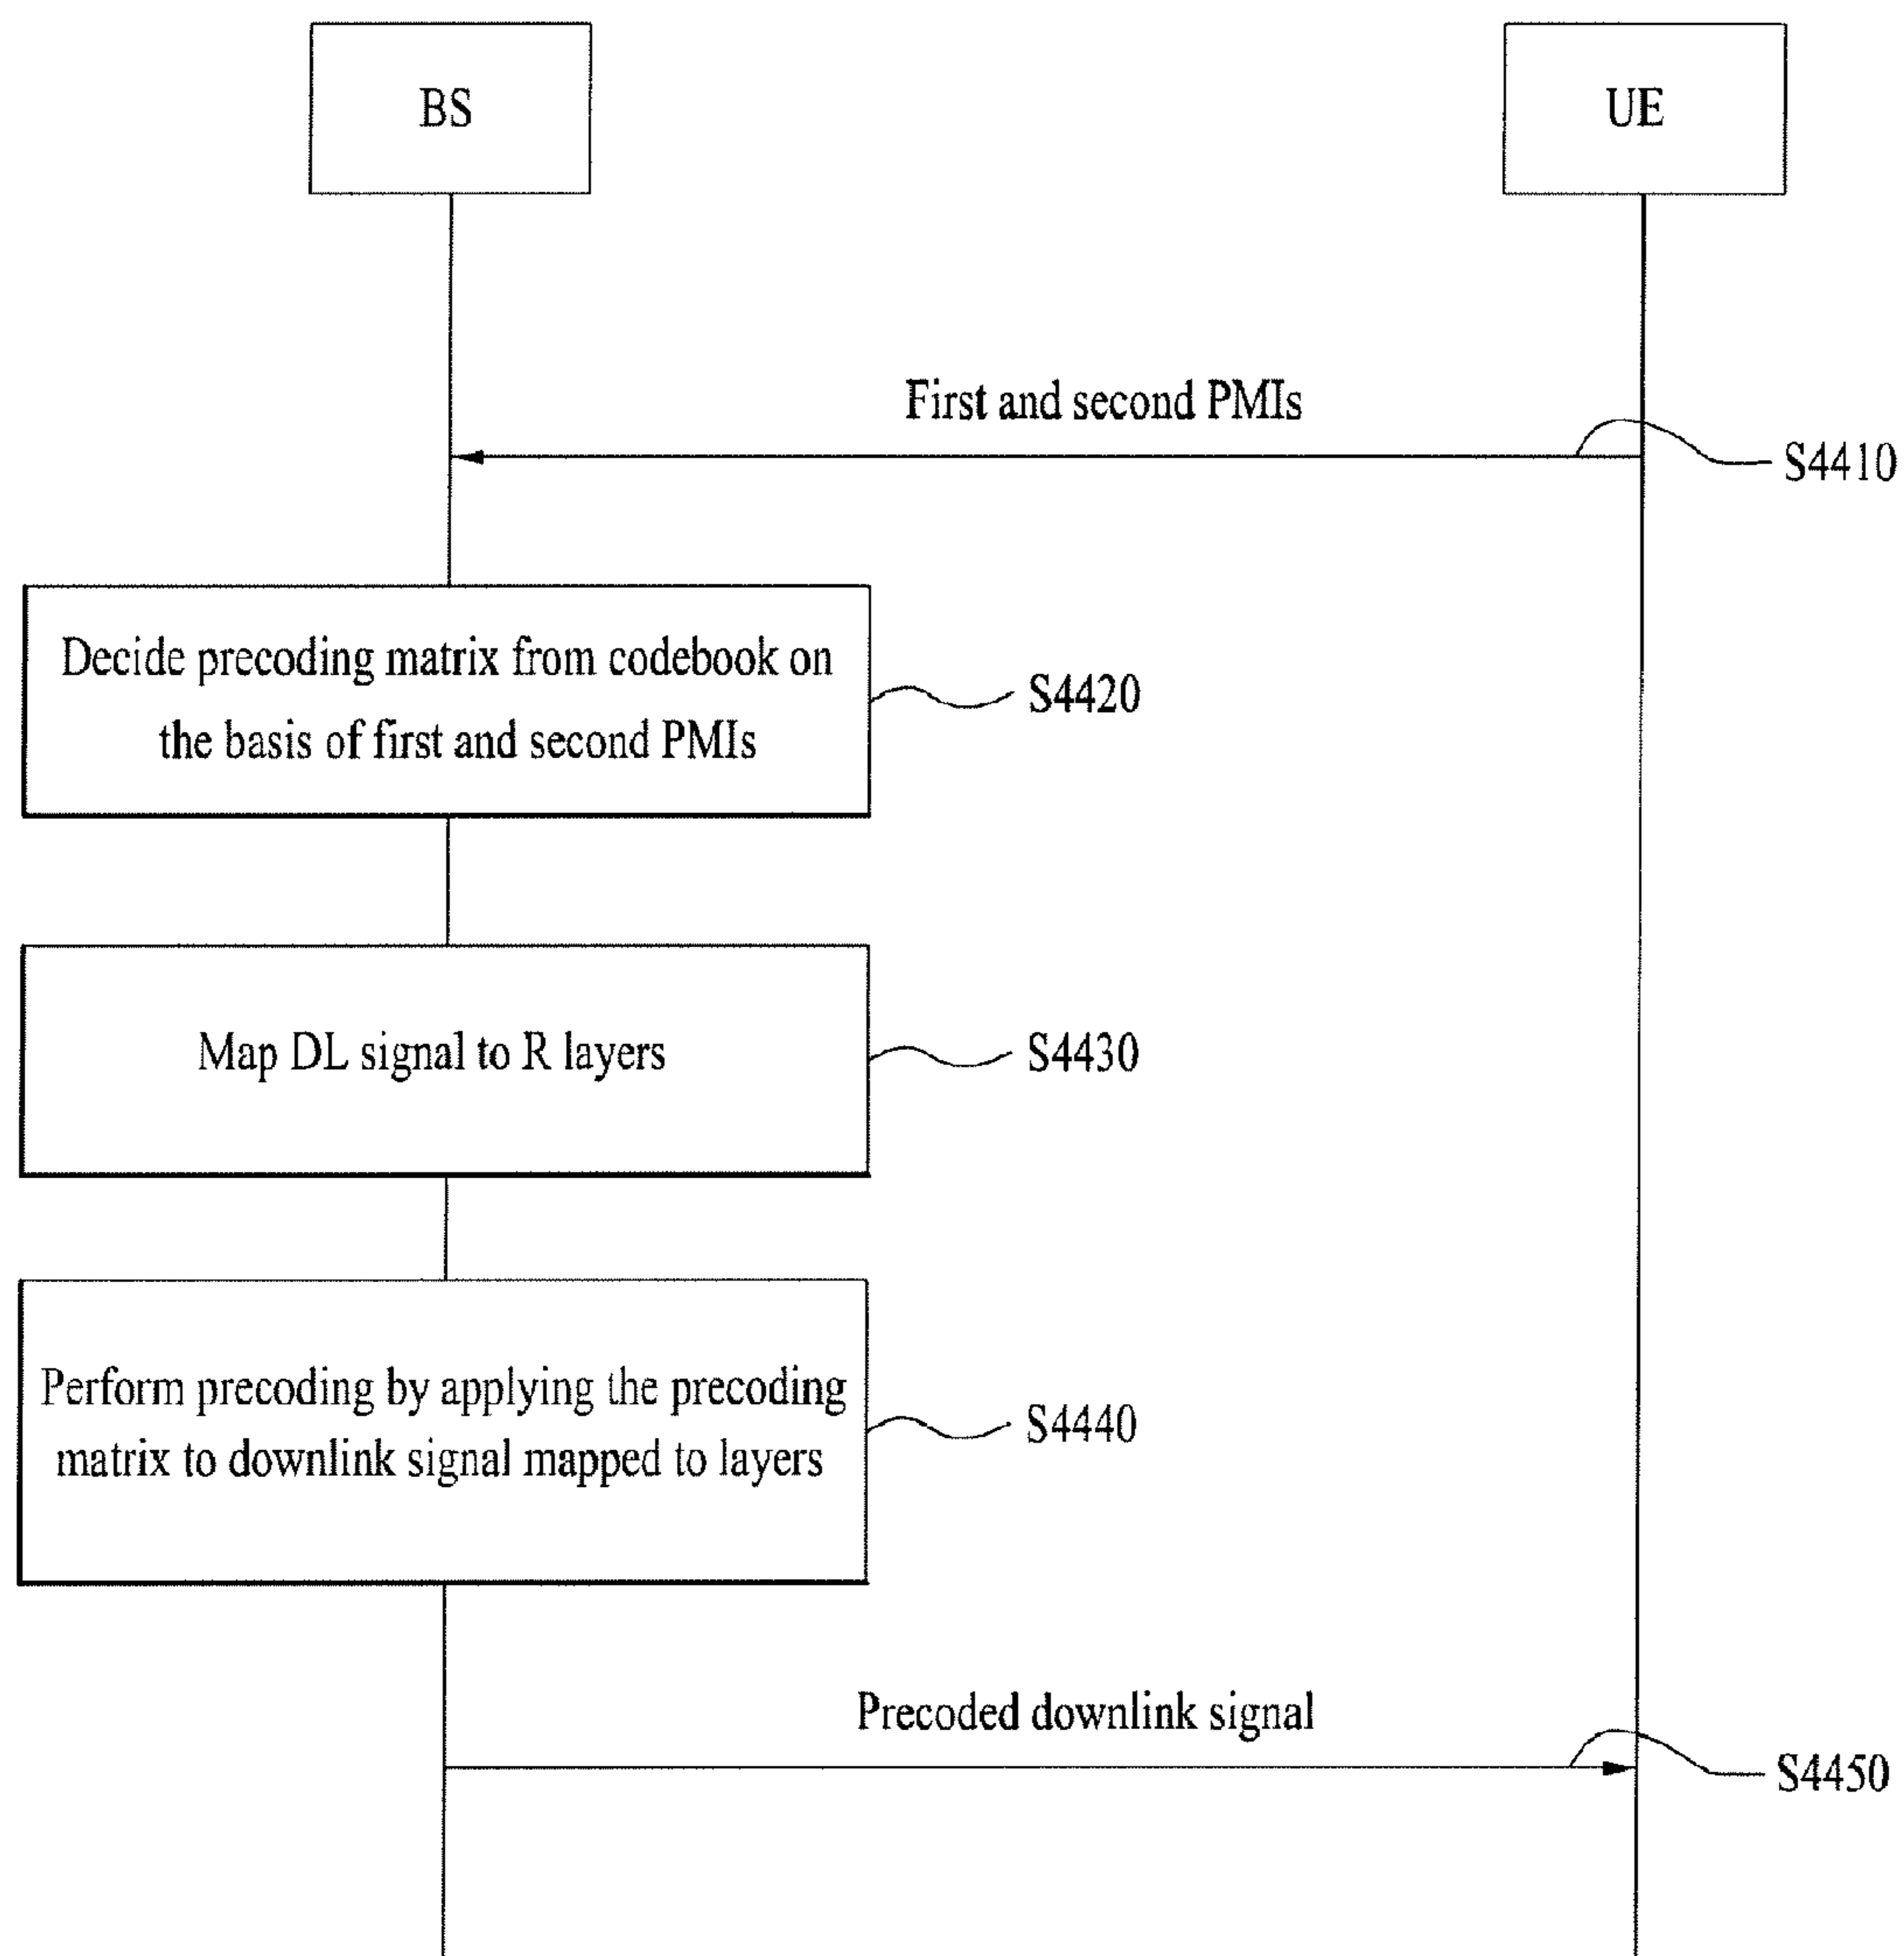 BS
UE
First and second PMIs
S4410
Decide precoding matrix from codebook on
the basis of first and second PMIs
S4420
Map DL signal to R layers
S4430
Perform precoding by applying the precoding
matrix to downlink signal mapped to layers
S4440
Precoded downlink signal
S4450